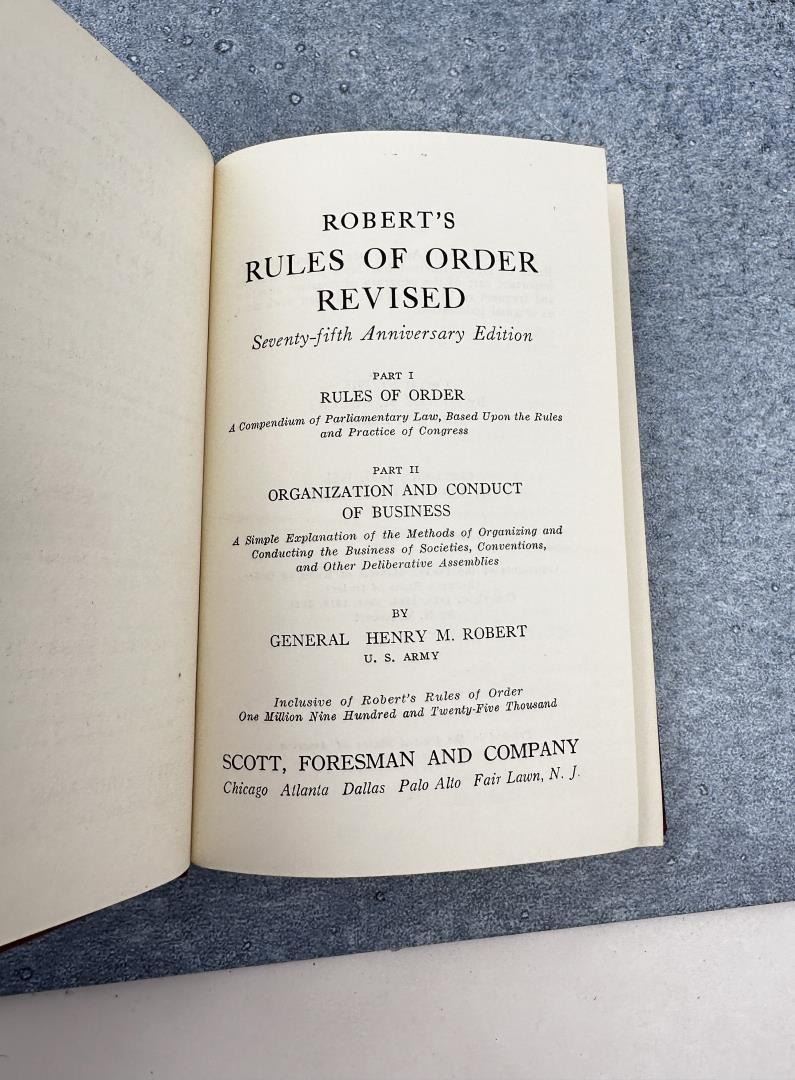 ROBERT'S
RULES OF ORDER
REVISED
Seventy-fifth Anniversary Edition
PART I
RULES OF ORDER
A Compendium of Parliamentary Law, Based Upon the Rules
and Practice of Congress
PART II
ORGANIZATION AND CONDUCT
OF BUSINESS
A Simple Explanation of the Methods of Organizing and
Conducting the Business of Societies, Conventions,
and Other Deliberative Assemblies
BY
GENERAL HENRY M. ROBERT
U. S. ARMY
Inclusive of Robert's Rules of Order
One Million Nine Hundred and Twenty-Five Thousand
SCOTT, FORESMAN AND COMPANY
Chicago Atlanta Dallas Palo Alto Fair Lawn, N. J.